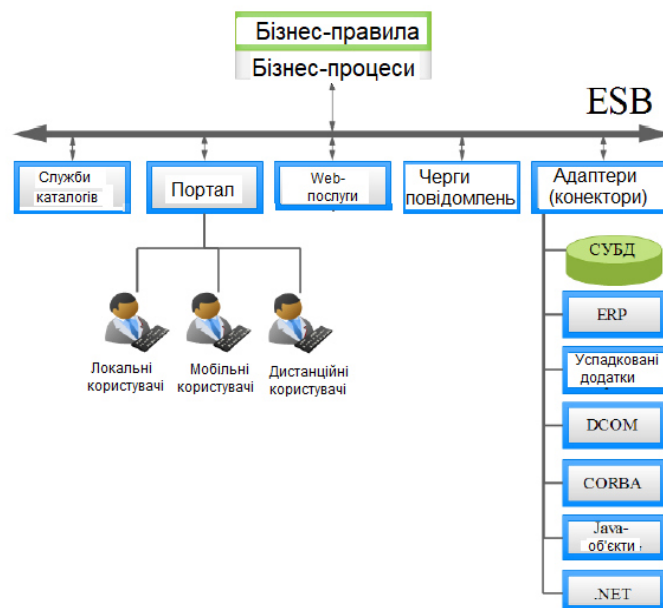 Бізнес-правила
Бізнес-процеси
ESB
Служби
каталогів
Портал
Web-
послуги
Черги
повідомлень
Адаптери
(конектори)
СУБД
ERP
Успадковані
додатки
DCOM
CORBA
Java-
об'єкти
.NET
Локальні
користувачі
Мобільні
користувачі
Дистанційні
користувачі